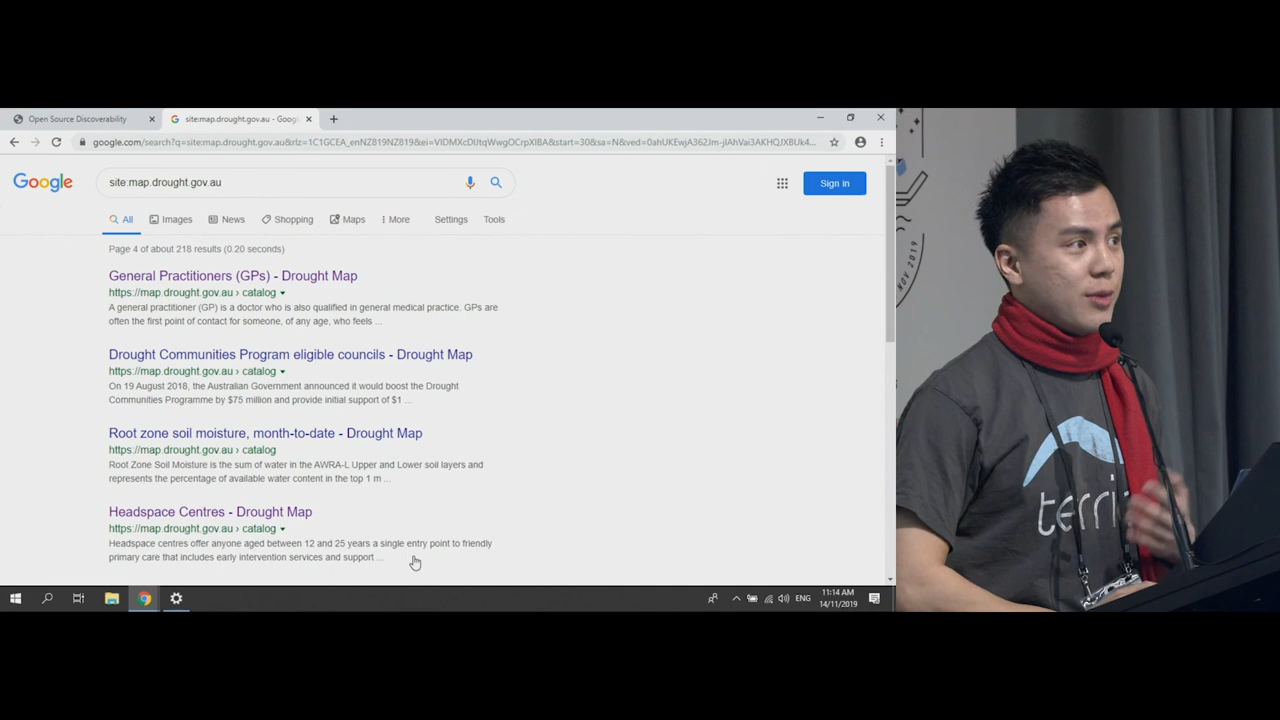 Open Source Discoverability
site:map.drought.gov.au - Goog
google.com/search?q=site:map.drought.gov.au&rlz=1C1GCEA_enNZ819NZ819&ei=
Google
site:map.drought.gov.au
Sign in
All Images News Shopping Maps More Settings Tools
Page 4 of about 218 results (0.20 seconds)
General Practitioners (GPs) - Drought Map
https://map.drought.gov.au › catalog
A general practitioner (GP) is a doctor who is also qualified in general medical practice. GPs are
often the first point of contact for someone, of any age, who feels ...
Drought Communities Program eligible councils - Drought Map
https://map.drought.gov.au › catalog
On 19 August 2018, the Australian Government announced it would boost the Drought
Communities Programme by $75 million and provide initial support of $1 ...
Root zone soil moisture, month-to-date - Drought Map
https://map.drought.gov.au › catalog
Root Zone Soil Moisture is the sum of water in the AWRA-L Upper and Lower soil layers and
represents the percentage of available water content in the top 1 m ...
Headspace Centres - Drought Map
https://map.drought.gov.au › catalog
Headspace centres offer anyone aged between 12 and 25 years a single entry point to friendly
primary care that includes early intervention services and support ...
ENG
11:14 AM
14/11/2019
NOV 2019
terri